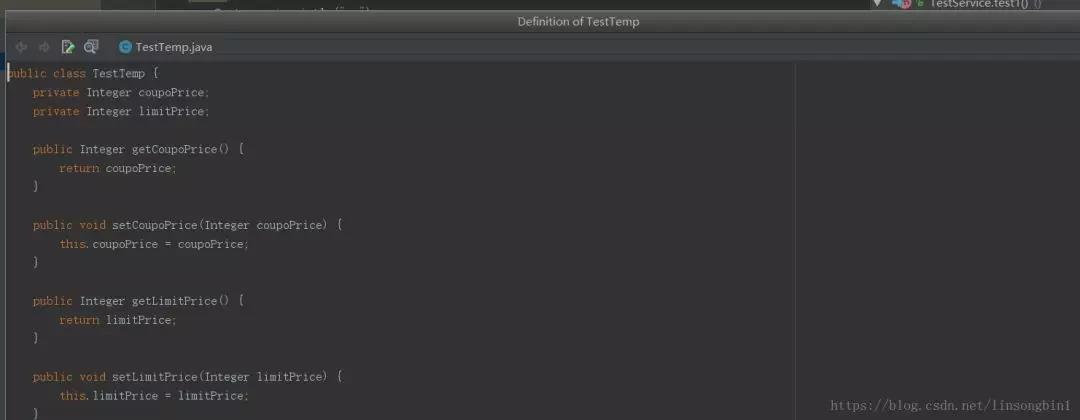 TestService.test1()
Definition of TestTemp
TestTemp.java
public class TestTemp {
private Integer coupoPrice;
private Integer limitPrice;
public Integer getCoupoPrice() {
return coupoPrice;
}
public void setCoupoPrice(Integer coupoPrice) {
this.coupoPrice = coupoPrice;
}
public Integer getLimitPrice() {
return limitPrice;
}
public void setLimitPrice(Integer limitPrice) {
this.limitPrice = limitPrice;
}
https://blog.csdn.net/linsongbin1